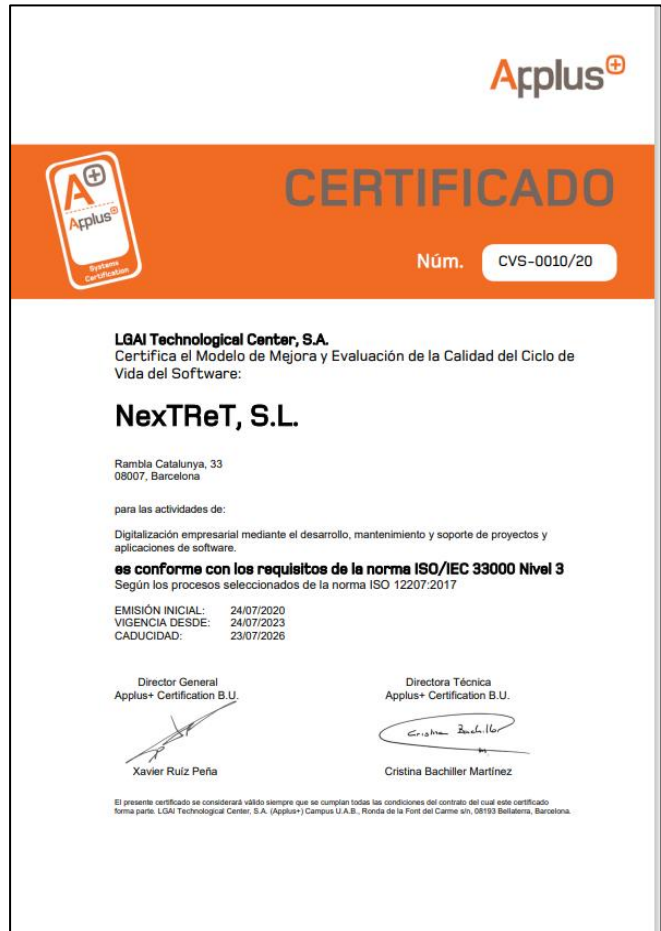 Applus+
A+
Applus+
Systems
Certification
CERTIFICADO
Núm. CVS-0010/20
LGAI Technological Center, S.A.
Certifica el Modelo de Mejora y Evaluación de la Calidad del Ciclo de
Vida del Software:
NexTReT, S.L.
Rambla Catalunya, 33
08007, Barcelona
para las actividades de:
Digitalización empresarial mediante el desarrollo, mantenimiento y soporte de proyectos y
aplicaciones de software.
es conforme con los requisitos de la norma ISO/IEC 33000 Nivel 3
Según los procesos seleccionados de la norma ISO 12207:2017
EMISIÓN INICIAL: 24/07/2020
VIGENCIA DESDE: 24/07/2023
CADUCIDAD: 23/07/2026
Director General
Applus+ Certification B.U.
Xavier Ruíz Peña
Directora Técnica
Applus+ Certification B.U.
Cristina Bachiller
Cristina Bachiller Martínez
El presente certificado se considerará válido siempre que se cumplan todas las condiciones del contrato del cual este certificado
forma parte. LGAI Technological Center, S.A. (Applus+) Campus U.A.B., Ronda de la Font del Carme s/n, 08193 Bellaterra, Barcelona.